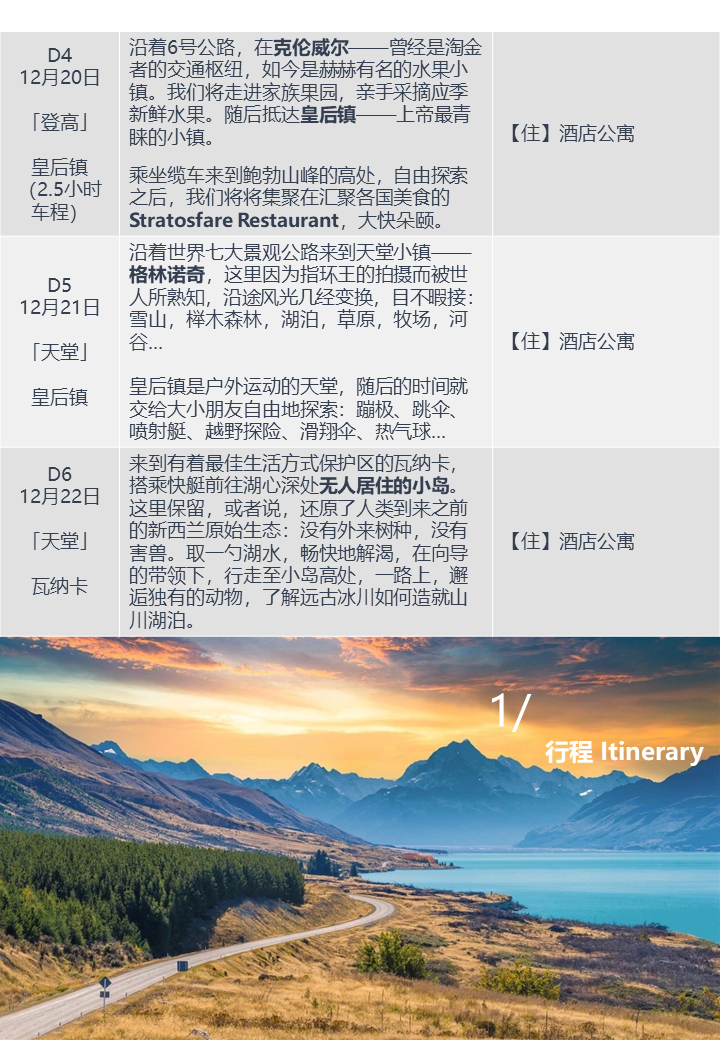 D4
12月20日
「登高」
皇后镇
(2.5小时
车程)
沿着6号公路，在克伦威尔——曾经是淘金
者的交通枢纽，如今是赫赫有名的水果小
镇。我们将走进家族果园，亲手采摘应季
新鲜水果。随后抵达皇后镇——上帝最青
睐的小镇。
乘坐缆车来到鲍勃山峰的高处，自由探索
之后，我们将将集聚在汇聚各国美食的
Stratosfare Restaurant，大快朵颐。
【住】酒店公寓
D5
12月21日
「天堂」
皇后镇
沿着世界七大景观公路来到天堂小镇——
格林诺奇，这里因为指环王的拍摄而被世
人所熟知，沿途风光几经变换，目不暇接：
雪山，榉木森林，湖泊，草原，牧场，河
谷...
皇后镇是户外运动的天堂，随后的时间就
交给大小朋友自由地探索：蹦极、跳伞、
喷射艇、越野探险、滑翔伞、热气球...
【住】酒店公寓
D6
12月22日
「天堂」
瓦纳卡
来到有着最佳生活方式保护区的瓦纳卡，
搭乘快艇前往湖心深处无人居住的小岛。
这里保留，或者说，还原了人类到来之前
的新西兰原始生态：没有外来树种，没有
害兽。取一勺湖水，畅快地解渴，在向导
的带领下，行走至小岛高处，一路上，邂
逅独有的动物，了解远古冰川如何造就山
川湖泊。
【住】酒店公寓
1/
行程 Itinerary